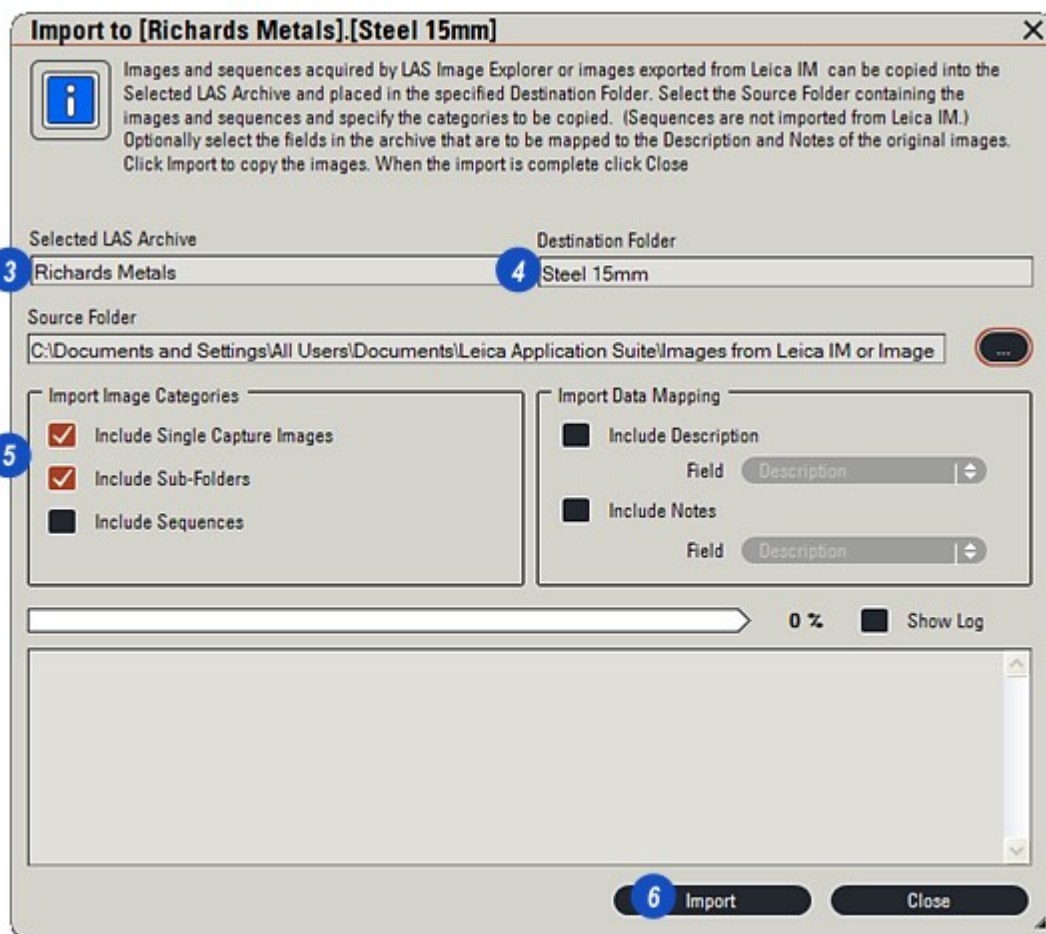 Import to [Richards Metals].[Steel 15mm]
Images and sequences acquired by LAS Image Explorer or images exported from Leica IM can be copied into the
Selected LAS Archive and placed in the specified Destination Folder. Select the Source Folder containing the
images and sequences and specify the categories to be copied. (Sequences are not imported from Leica IM.)
Optionally select the fields in the archive that are to be mapped to the Description and Notes of the original images.
Click Import to copy the images. When the import is complete click Close
Selected LAS Archive
3 Richards Metals
Destination Folder
4 Steel 15mm
Source Folder
C:\Documents and Settings\All Users\Documents\Leica Application Suite\Images from Leica IM or Image
...
Import Image Categories
5
Include Single Capture Images
Include Sub-Folders
Include Sequences
Import Data Mapping
Include Description
Field Description
Include Notes
Field Description
0 % Show Log
6 Import
Close